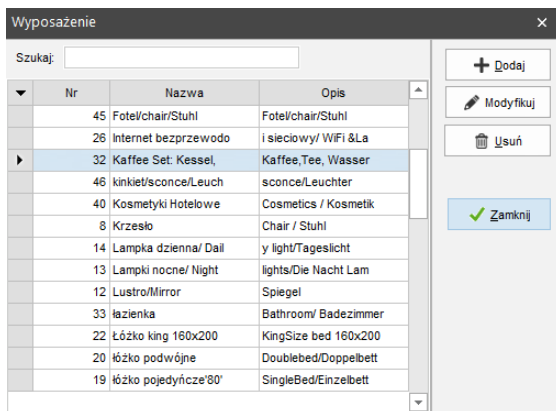 Wyposażenie
Szukaj:
Dodaj
Modyfikuj
Usuń
Zamknij
Nr Nazwa Opis
45 Fotel/chair/Stuhl Fotel/chair/Stuhl
26 Internet bezprzewodo i sieciowy/ WiFi &La
32 Kaffee Set: Kessel, Kaffee,Tee, Wasser
46 kinkiet/sconce/Leuch sconce/Leuchter
40 Kosmetyki Hotelowe Cosmetics / Kosmetik
8 Krzesło Chair / Stuhl
14 Lampka dzienna/ Dail y light/Tageslicht
13 Lampki nocne/ Night lights/Die Nacht Lam
12 Lustro/Mirror Spiegel
33 łazienka Bathroom/ Badezimmer
22 Łóżko king 160x200 KingSize bed 160x200
20 łóżko podwójne Doublebed/Doppelbett
19 łóżko pojedyńcze'80' SingleBed/Einzelbett